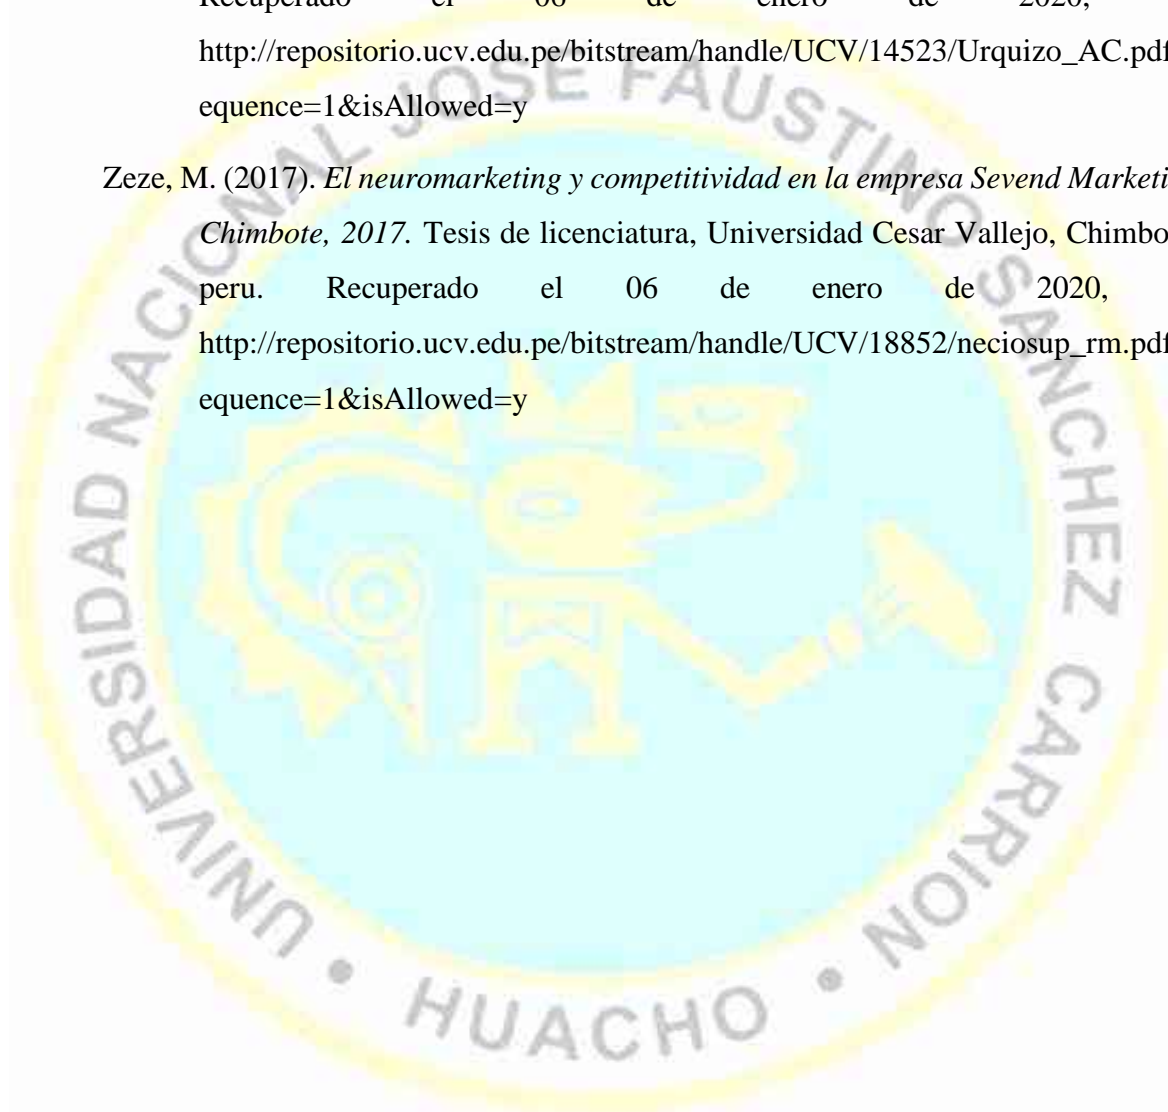 Recuperado el 06 de enero de 2020,
http://repositorio.ucv.edu.pe/bitstream/handle/UCV/14523/Urquizo_AC.pdf
equence=1&isAllowed=y
Zeze, M. (2017). El neuromarketing y competitividad en la empresa Sevend Marketi
Chimbote, 2017. Tesis de licenciatura, Universidad Cesar Vallejo, Chimbo
peru. Recuperado el 06 de enero de 2020,
http://repositorio.ucv.edu.pe/bitstream/handle/UCV/18852/neciosup_rm.pdf
equence=1&isAllowed=y
UNIVERSIDAD NACIONAL JOSE FAUSTINO SANCHEZ CARRION
• HUACHO •